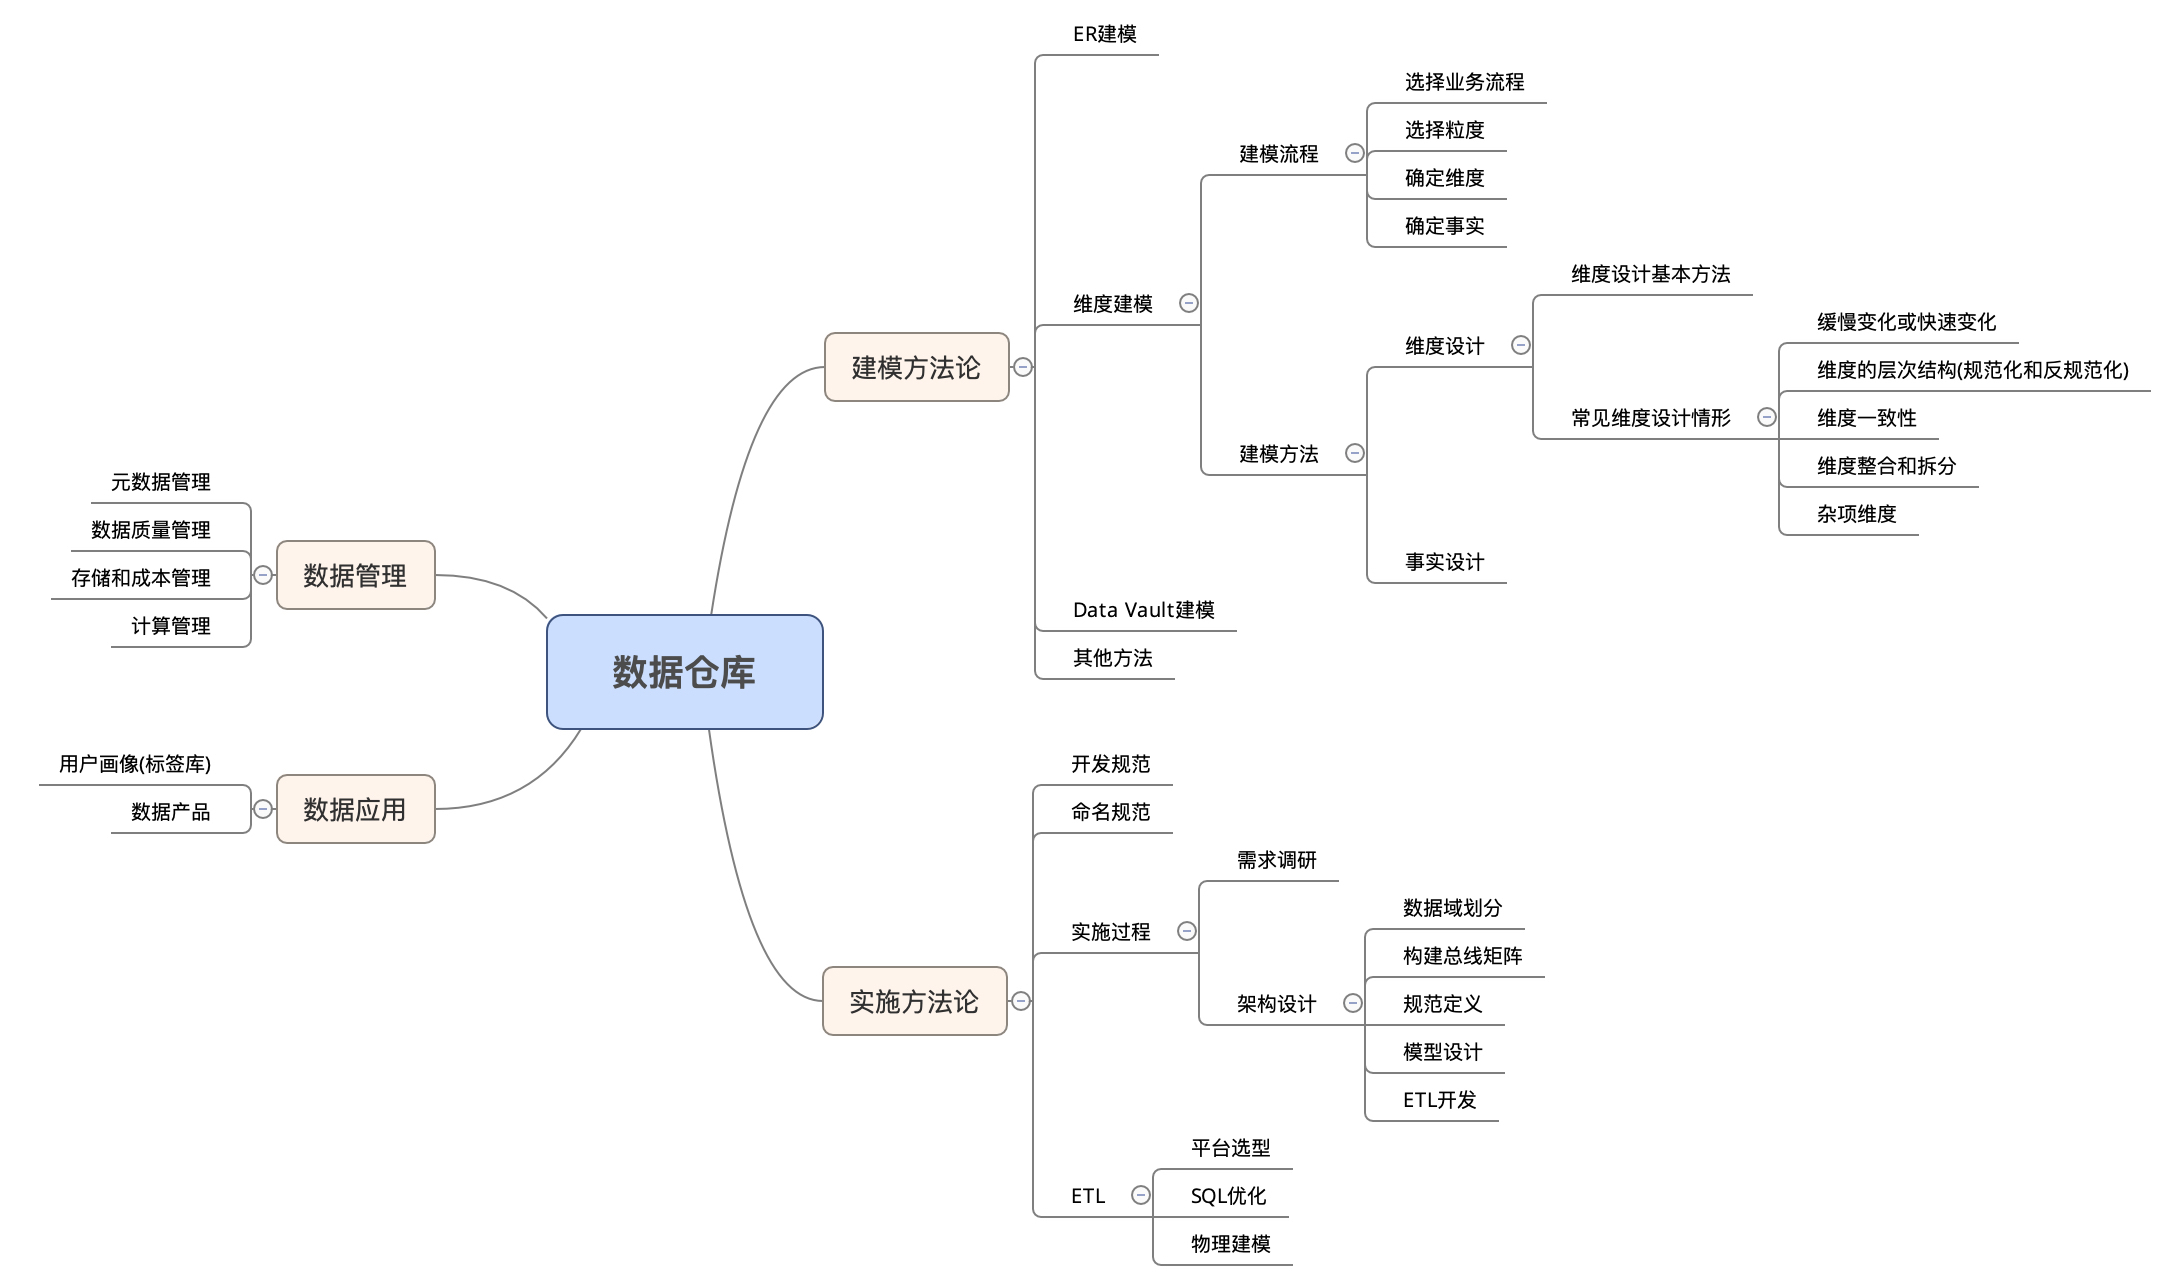 数据仓库
建模方法论
ER建模
维度建模
建模流程
选择业务流程
选择粒度
确定维度
确定事实
建模方法
维度设计
维度设计基本方法
常见维度设计情形
缓慢变化或快速变化
维度的层次结构(规范化和反规范化)
维度一致性
维度整合和拆分
杂项维度
事实设计
Data Vault建模
其他方法
实施方法论
开发规范
命名规范
实施过程
需求调研
架构设计
数据域划分
构建总线矩阵
规范定义
模型设计
ETL开发
ETL
平台选型
SQL优化
物理建模
数据管理
元数据管理
数据质量管理
存储和成本管理
计算管理
数据应用
用户画像(标签库)
数据产品